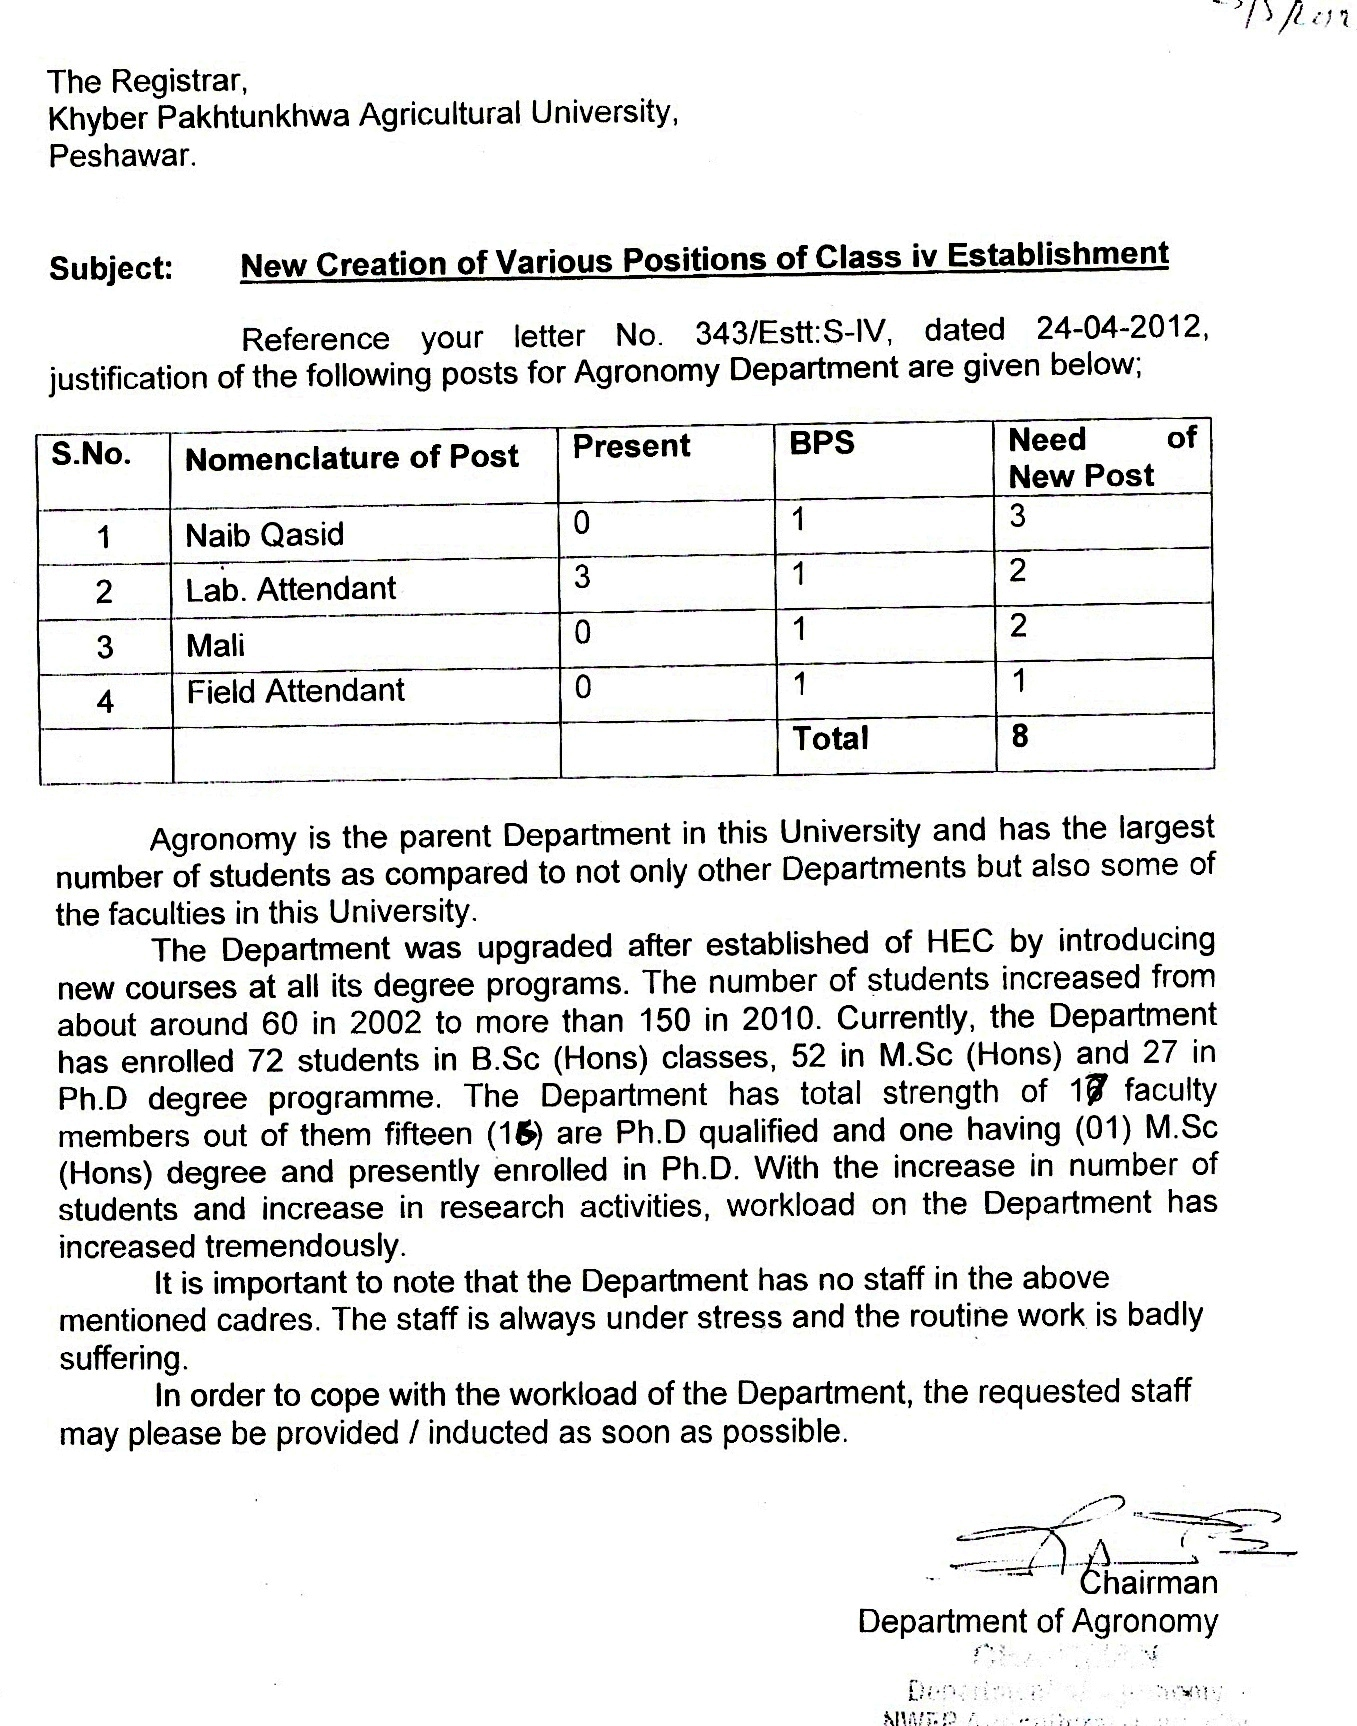 The Registrar,
Khyber Pakhtunkhwa Agricultural University,
Peshawar.
Subject: New Creation of Various Positions of Class iv Establishment
Reference your letter No. 343/Estt:S-IV, dated 24-04-2012,
justification of the following posts for Agronomy Department are given below;
S.No. Nomenclature of Post Present BPS Need of
New Post
1 Naib Qasid 0 1 3
2 Lab. Attendant 3 1 2
3 Mali 0 1 2
4 Field Attendant 0 1 1
Total 8
Agronomy is the parent Department in this University and has the largest
number of students as compared to not only other Departments but also some of
the faculties in this University.
The Department was upgraded after established of HEC by introducing
new courses at all its degree programs. The number of students increased from
about around 60 in 2002 to more than 150 in 2010. Currently, the Department
has enrolled 72 students in B.Sc (Hons) classes, 52 in M.Sc (Hons) and 27 in
Ph.D degree programme. The Department has total strength of 17 faculty
members out of them fifteen (16) are Ph.D qualified and one having (01) M.Sc
(Hons) degree and presently enrolled in Ph.D. With the increase in number of
students and increase in research activities, workload on the Department has
increased tremendously.
It is important to note that the Department has no staff in the above
mentioned cadres. The staff is always under stress and the routine work is badly
suffering.
In order to cope with the workload of the Department, the requested staff
may please be provided / inducted as soon as possible.
Chairman
Department of Agronomy
CHAIRMAN
Department of Agronomy